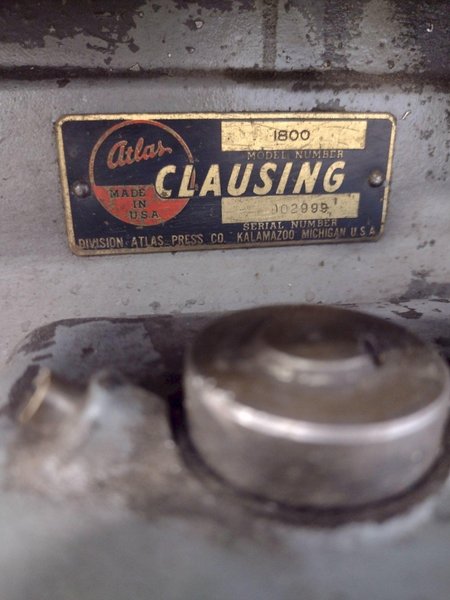 1800
MODEL NUMBER
Atlas
CLAUSING
MADE
IN
U.S.A.
002999
SERIAL NUMBER
DIVISION ATLAS PRESS CO. KALAMAZOO MICHIGAN U.S.A.